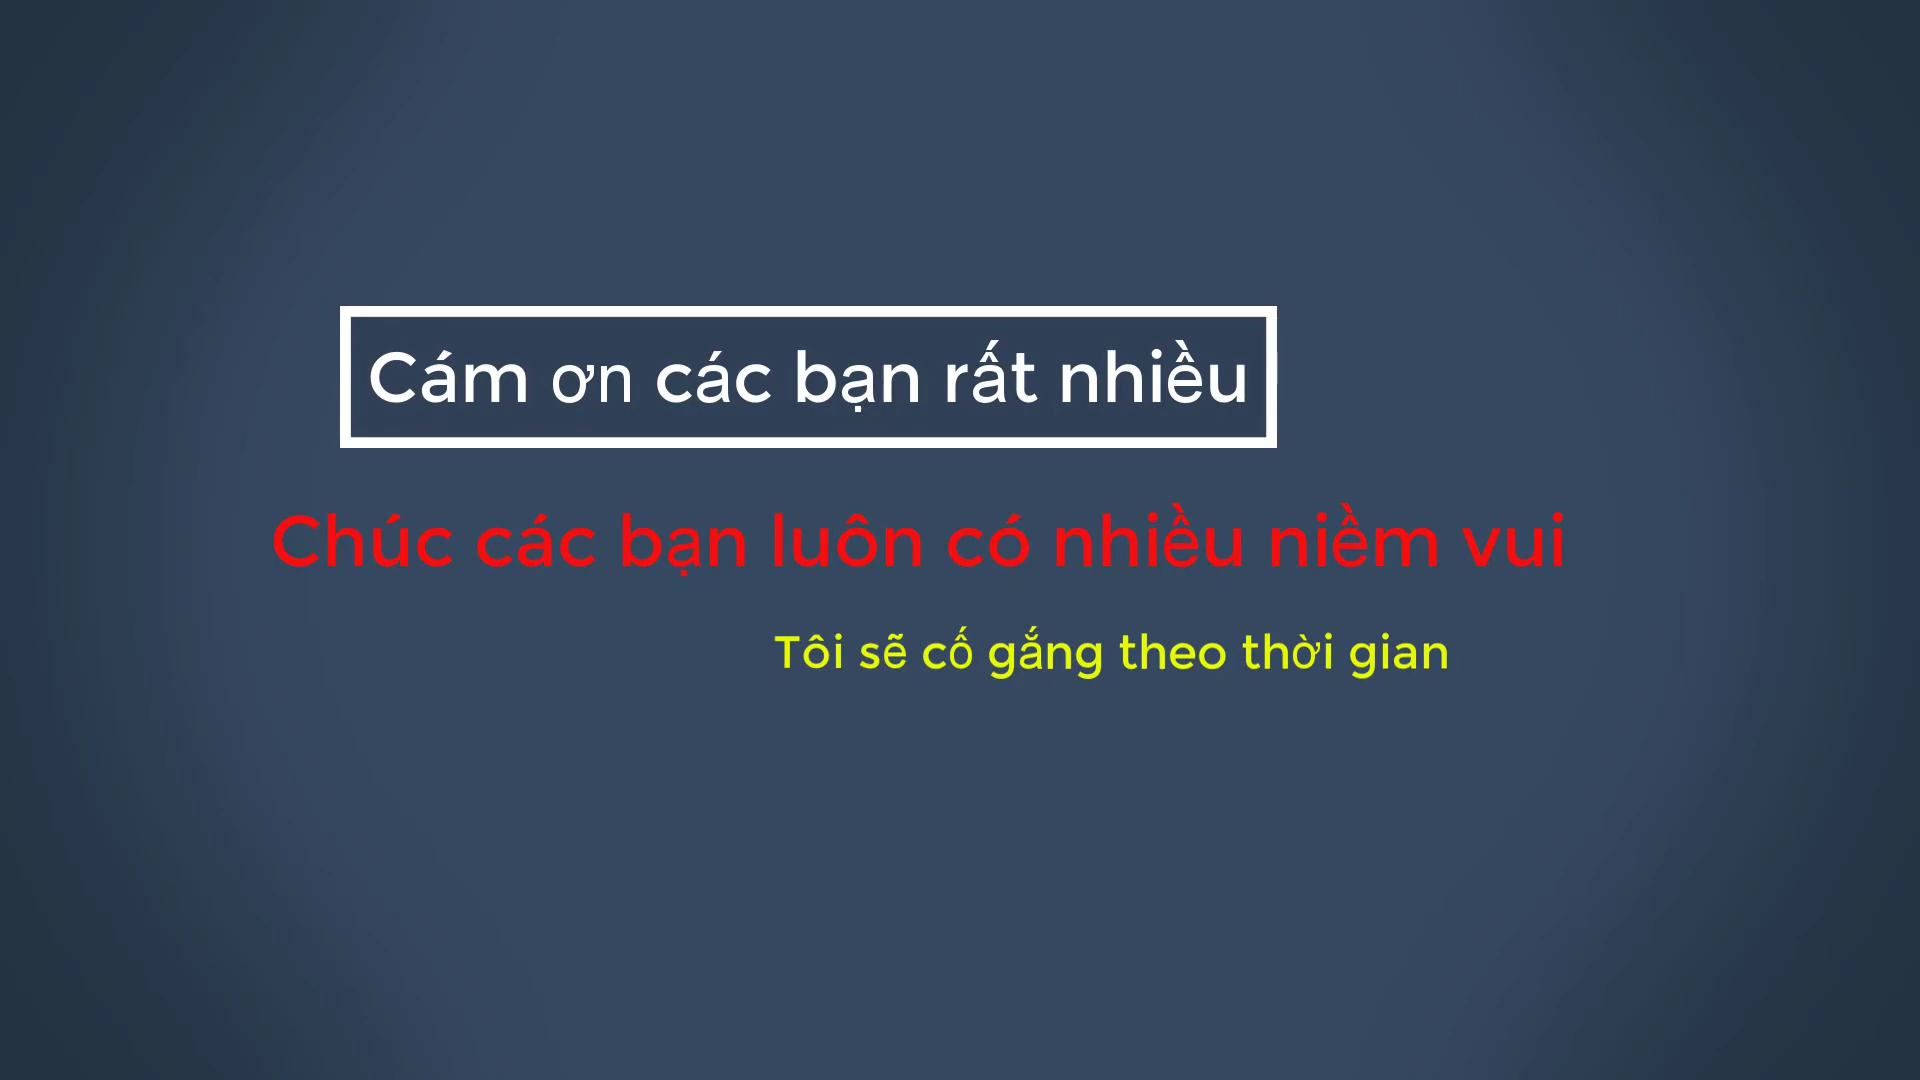 Cám ơn các bạn rất nhiều
Chúc các bạn luôn có nhiều niềm vui
Tôi sẽ cố gắng theo thời gian